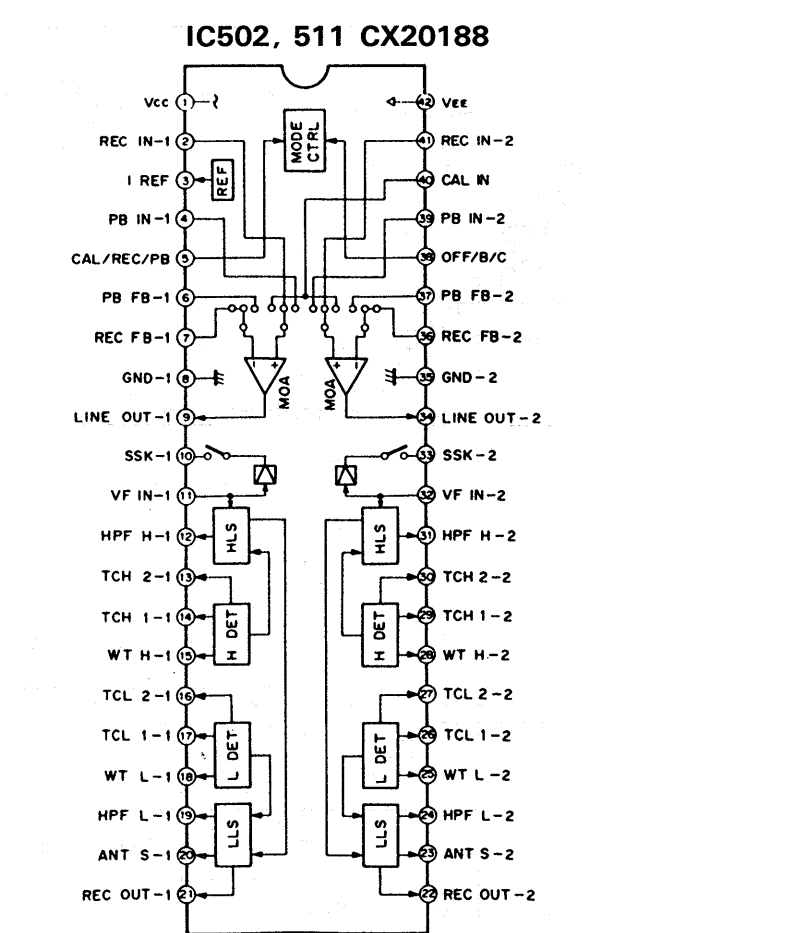 IC502, 511 CX20188
Vcc 1 42 VEE
REC IN-1 2 MODE CTRL 41 REC IN-2
I REF 3 REF 40 CAL IN
PB IN-1 4 39 PB IN-2
CAL/REC/PB 5 38 OFF/B/C
PB FB-1 6 37 PB FB-2
REC FB-1 7 36 REC FB-2
- + + -
GND-1 8 MOA MOA 35 GND-2
LINE OUT-1 9 34 LINE OUT-2
SSK-1 10 33 SSK-2
VF IN-1 11 32 VF IN-2
HPF H-1 12 HLS HLS 31 HPF H-2
TCH 2-1 13 30 TCH 2-2
TCH 1-1 14 H DET H DET 29 TCH 1-2
WT H-1 15 28 WT H-2
TCL 2-1 16 27 TCL 2-2
TCL 1-1 17 L DET L DET 26 TCL 1-2
WT L-1 18 25 WT L-2
HPF L-1 19 LLS LLS 24 HPF L-2
ANT S-1 20 23 ANT S-2
REC OUT-1 21 22 REC OUT-2